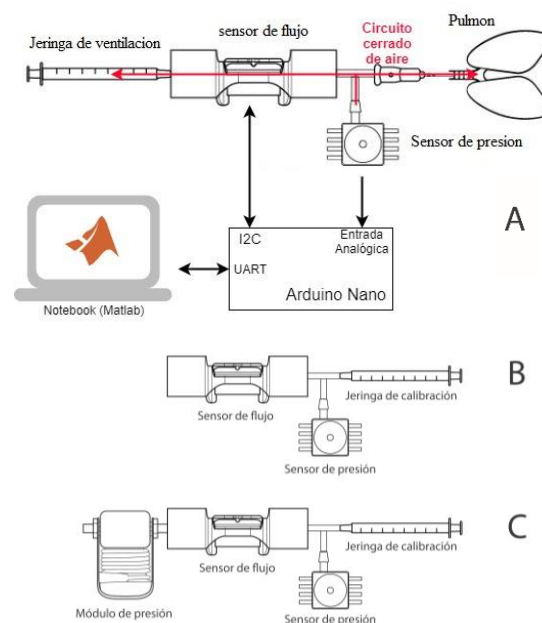 Jeringa de ventilacion
sensor de flujo
Circuito
cerrado
de aire
Pulmon
Sensor de presion
A
I2C
Entrada
Analógica
UART
Arduino Nano
Notebook (Matlab)
B
Sensor de flujo
Jeringa de calibración
Sensor de presión
C
Sensor de flujo
Jeringa de calibración
Módulo de presión
Sensor de presión